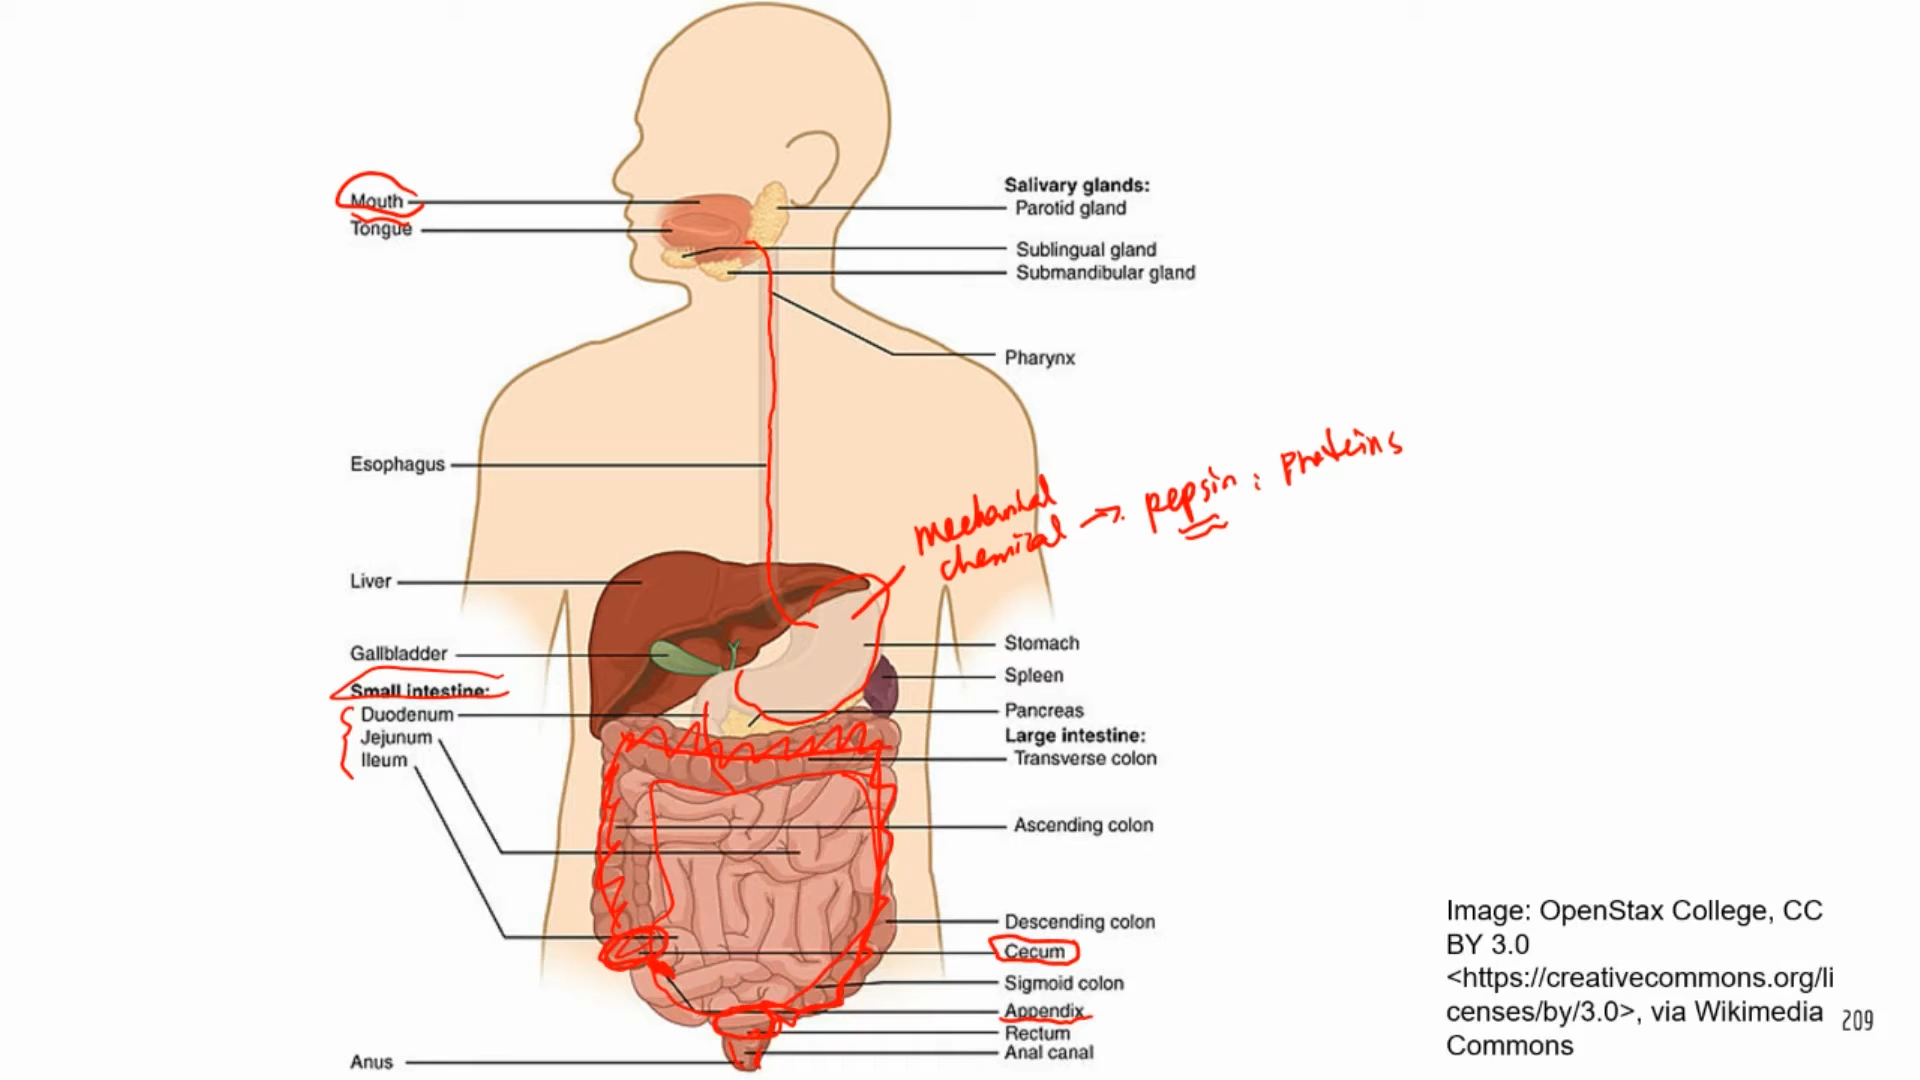 Mouth
Tongue
Esophagus
Liver
Gallbladder
Small intestine:
Duodenum
Jejunum
Ileum
Anus
Salivary glands:
Parotid gland
Sublingual gland
Submandibular gland
Pharynx
mechanical
chemical → pepsin : proteins
Stomach
Spleen
Pancreas
Large intestine:
Transverse colon
Ascending colon
Descending colon
Cecum
Sigmoid colon
Appendix
Rectum
Anal canal
Image: OpenStax College, CC
BY 3.0
<https://creativecommons.org/li
censes/by/3.0>, via Wikimedia
Commons
209